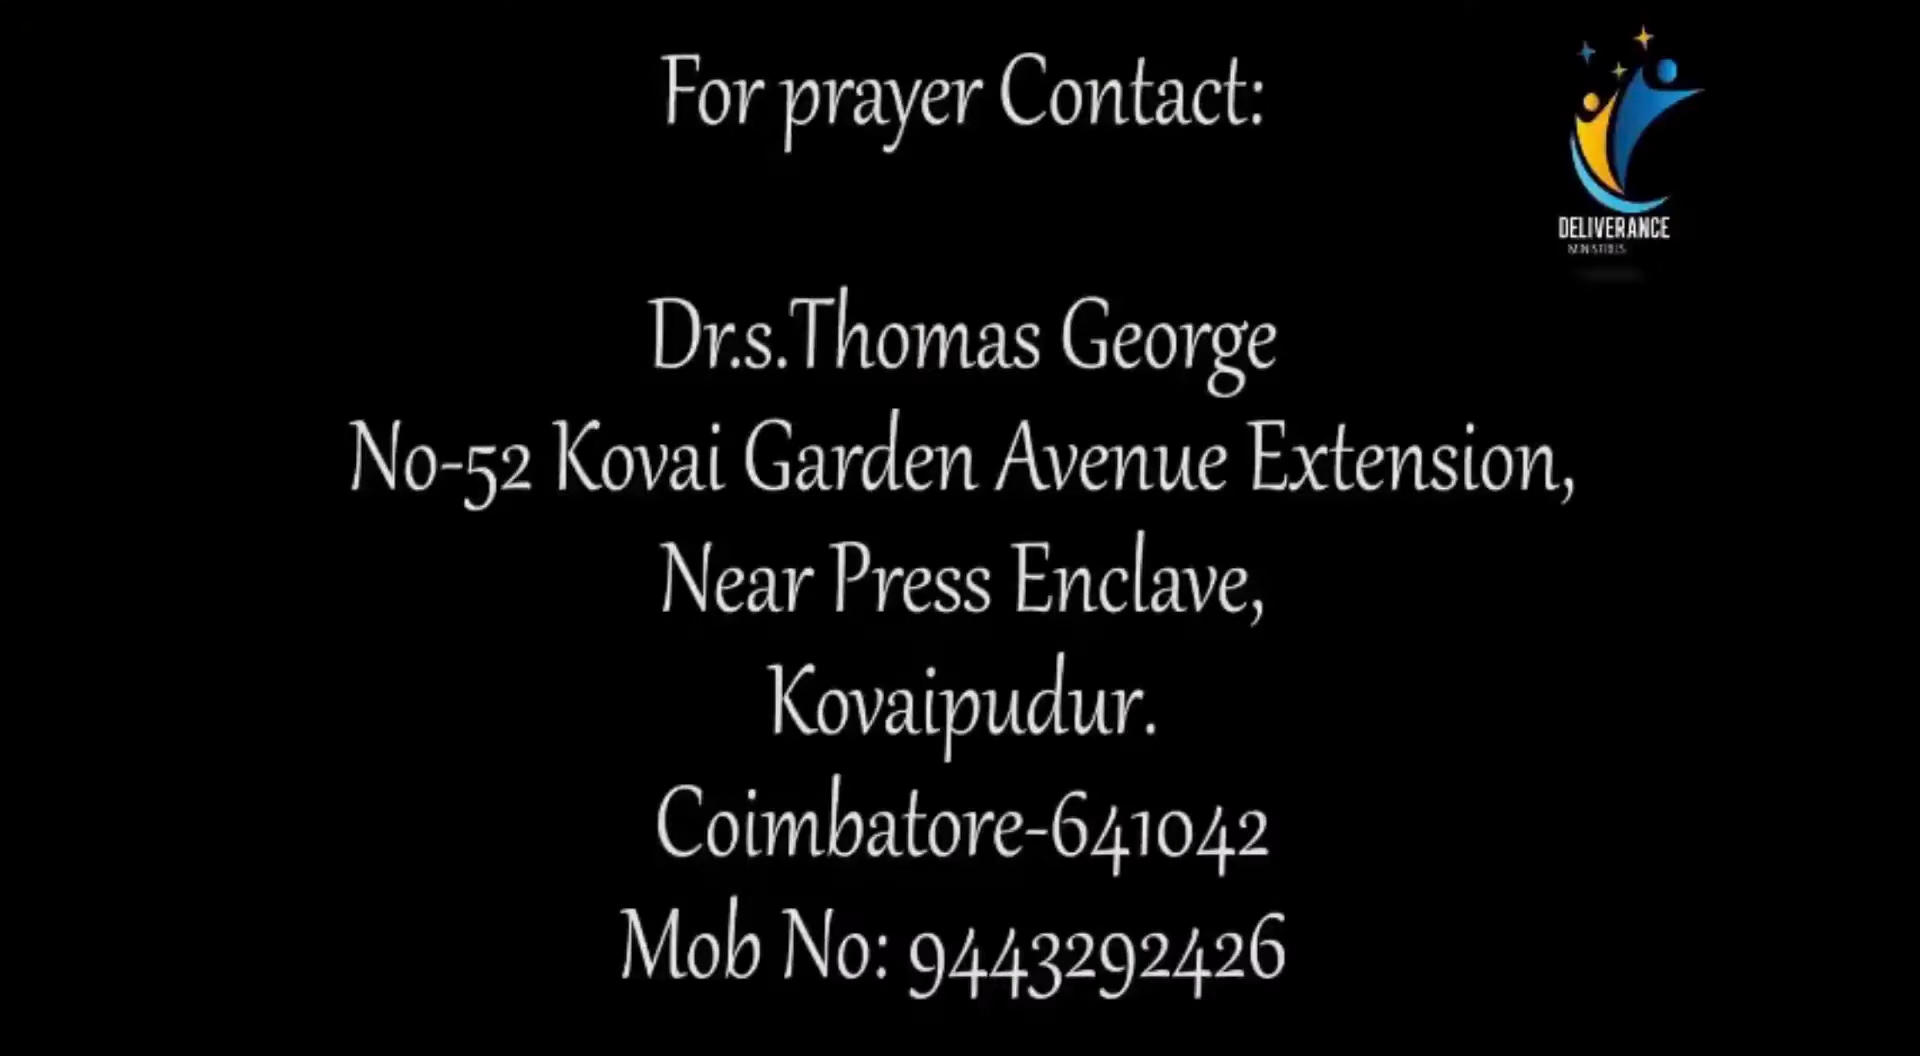 For prayer Contact:
DELIVERANCE
MINISTRIES
Dr.s.Thomas George
No-52 Kovai Garden Avenue Extension,
Near Press Enclave,
Kovaipudur.
Coimbatore-641042
Mob No: 9443292426